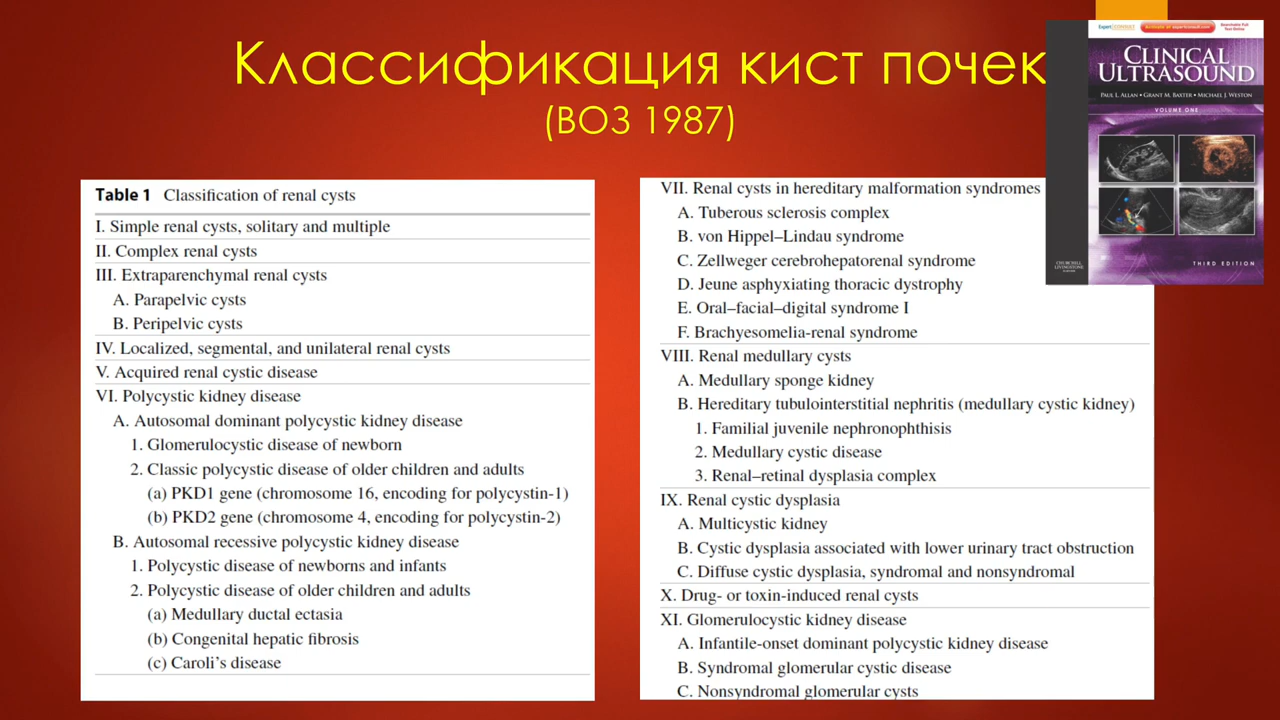 Классификация кист почек
(ВОЗ 1987)
Table 1 Classification of renal cysts
I. Simple renal cysts, solitary and multiple
II. Complex renal cysts
III. Extraparenchymal renal cysts
A. Parapelvic cysts
B. Peripelvic cysts
IV. Localized, segmental, and unilateral renal cysts
V. Acquired renal cystic disease
VI. Polycystic kidney disease
A. Autosomal dominant polycystic kidney disease
1. Glomerulocystic disease of newborn
2. Classic polycystic disease of older children and adults
(a) PKD1 gene (chromosome 16, encoding for polycystin-1)
(b) PKD2 gene (chromosome 4, encoding for polycystin-2)
B. Autosomal recessive polycystic kidney disease
1. Polycystic disease of newborns and infants
2. Polycystic disease of older children and adults
(a) Medullary ductal ectasia
(b) Congenital hepatic fibrosis
(c) Caroli’s disease
VII. Renal cysts in hereditary malformation syndromes
A. Tuberous sclerosis complex
B. von Hippel–Lindau syndrome
C. Zellweger cerebrohepatorenal syndrome
D. Jeune asphyxiating thoracic dystrophy
E. Oral–facial–digital syndrome I
F. Brachyesomelia-renal syndrome
VIII. Renal medullary cysts
A. Medullary sponge kidney
B. Hereditary tubulointerstitial nephritis (medullary cystic kidney)
1. Familial juvenile nephronophthisis
2. Medullary cystic disease
3. Renal–retinal dysplasia complex
IX. Renal cystic dysplasia
A. Multicystic kidney
B. Cystic dysplasia associated with lower urinary tract obstruction
C. Diffuse cystic dysplasia, syndromal and nonsyndromal
X. Drug- or toxin-induced renal cysts
XI. Glomerulocystic kidney disease
A. Infantile-onset dominant polycystic kidney disease
B. Syndromal glomerular cystic disease
C. Nonsyndromal glomerular cysts
CLINICAL
ULTRASOUND
PAUL L. ALLAN • GRANT M. BAXTER • MICHAEL J. WESTON
VOLUME ONE
THIRD EDITION
CHURCHILL
LIVINGSTONE